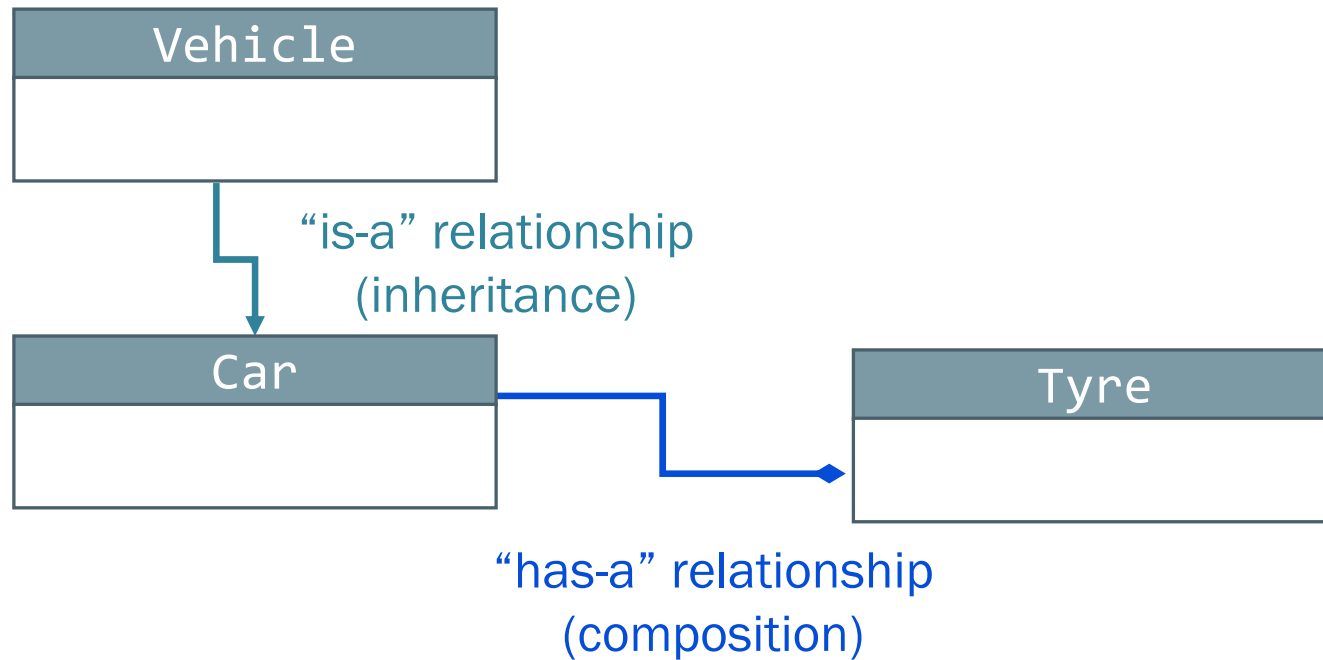 Vehicle
“is-a” relationship
(inheritance)
Car
Tyre
“has-a” relationship
(composition)